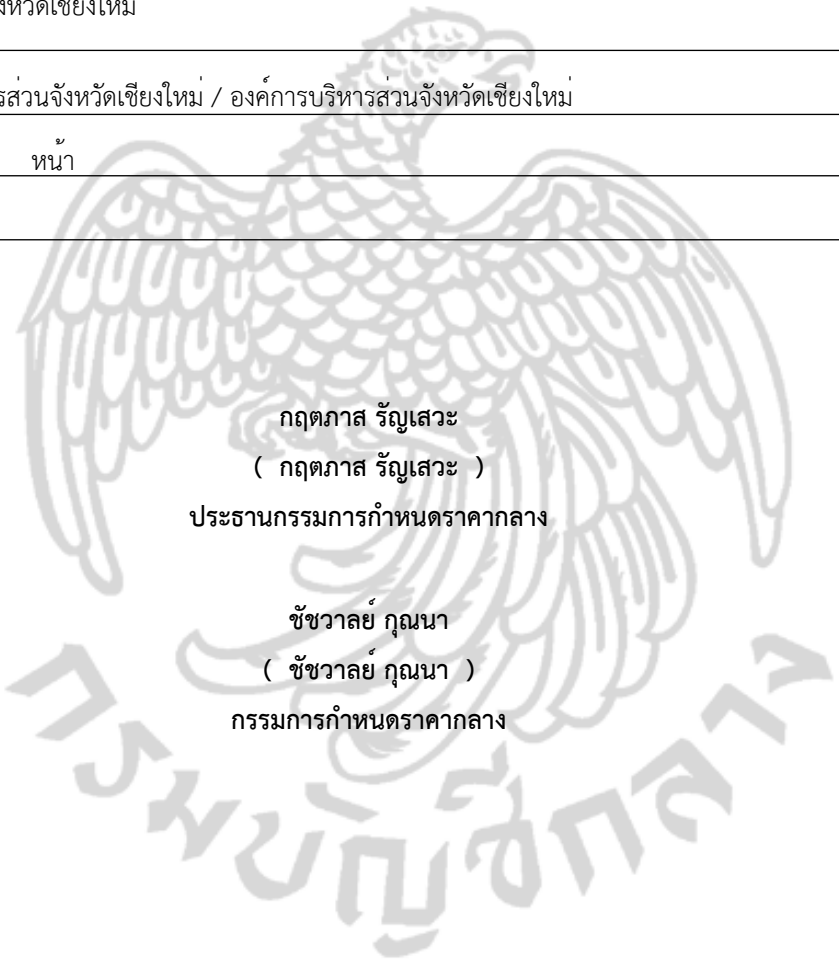 งหวัดเชียงใหม่
รส่วนจังหวัดเชียงใหม่ / องค์การบริหารส่วนจังหวัดเชียงใหม่
หน้า
กฤตภาส รัญเสวะ
( กฤตภาส รัญเสวะ )
ประธานกรรมการกำหนดราคากลาง
ชัชวาลย์ กุณนา
( ชัชวาลย์ กุณนา )
กรรมการกำหนดราคากลาง
กรมบัญชีกลาง